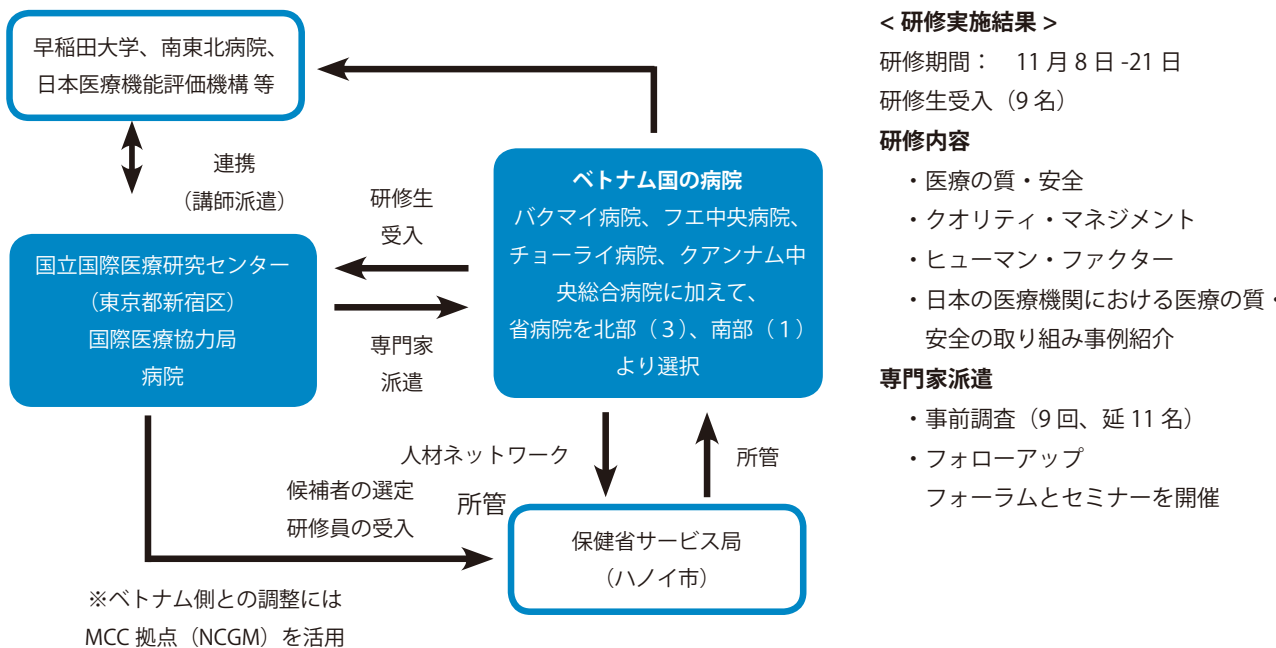 早稲田大学、南東北病院、
日本医療機能評価機構 等
連携
（講師派遣）
国立国際医療研究センター
（東京都新宿区）
国際医療協力局
病院
研修生
受入
専門家
派遣
ベトナム国の病院
バクマイ病院、フエ中央病院、
チョーライ病院、クアンナム中
央総合病院に加えて、
省病院を北部（３）、南部（１）
より選択
人材ネットワーク
所管
候補者の選定
研修員の受入
所管
保健省サービス局
（ハノイ市）
※ベトナム側との調整には
MCC 拠点（NCGM）を活用
< 研修実施結果 >
研修期間： 11 月 8 日 -21 日
研修生受入（9 名）
研修内容
・医療の質・安全
・クオリティ・マネジメント
・ヒューマン・ファクター
・日本の医療機関における医療の質・
安全の取り組み事例紹介
専門家派遣
・事前調査（9 回、延 11 名）
・フォローアップ
フォーラムとセミナーを開催